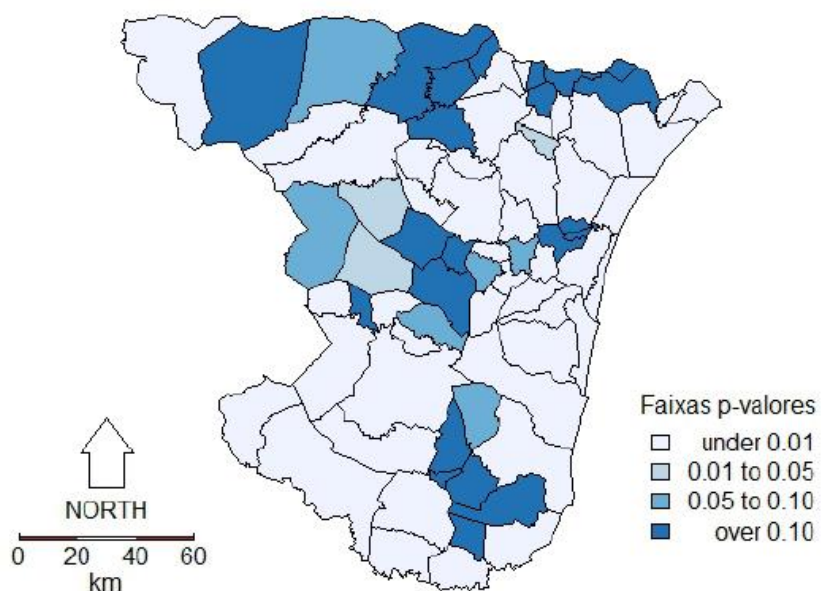 Faixas p-valores
under 0.01
0.01 to 0.05
0.05 to 0.10
over 0.10
NORTH
0 20 40 60
km